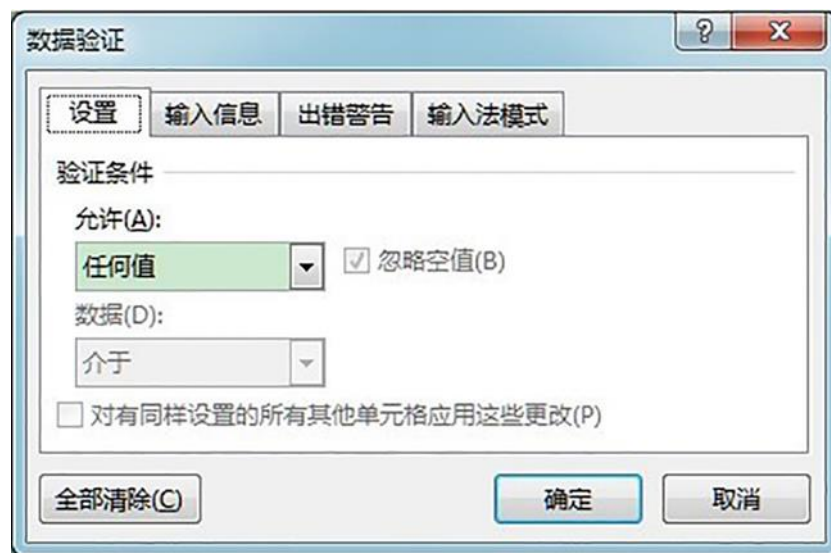 数据验证
设置 输入信息 出错警告 输入法模式
验证条件
允许(A):
任何值 忽略空值(B)
数据(D):
介于
对有同样设置的所有其他单元格应用这些更改(P)
全部清除(C) 确定 取消